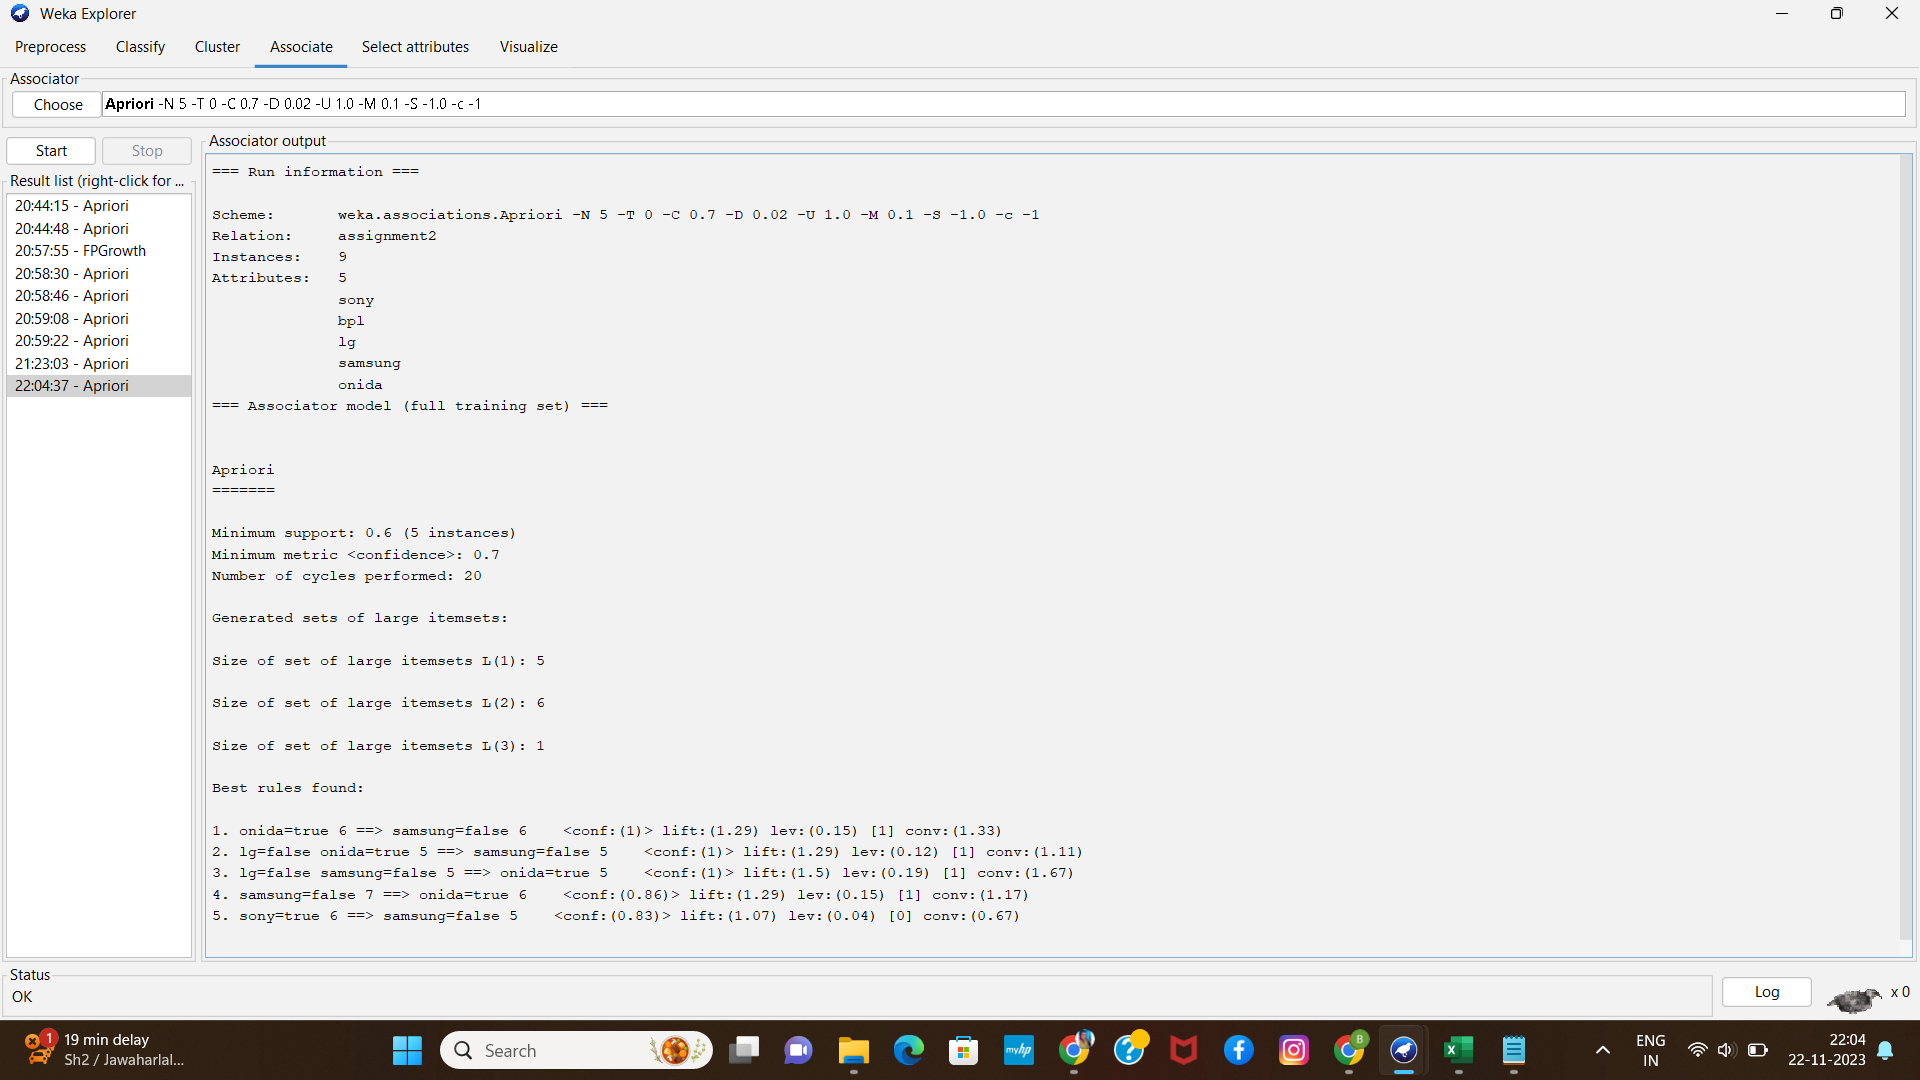 Weka Explorer
Preprocess Classify Cluster Associate Select attributes Visualize
Associator
Choose Apriori -N 5 -T 0 -C 0.7 -D 0.02 -U 1.0 -M 0.1 -S -1.0 -c -1
Start Stop
Result list (right-click for ...
20:44:15 - Apriori
20:44:48 - Apriori
20:57:55 - FPGrowth
20:58:30 - Apriori
20:58:46 - Apriori
20:59:08 - Apriori
20:59:22 - Apriori
21:23:03 - Apriori
22:04:37 - Apriori
Associator output
=== Run information ===
Scheme: weka.associations.Apriori -N 5 -T 0 -C 0.7 -D 0.02 -U 1.0 -M 0.1 -S -1.0 -c -1
Relation: assignment2
Instances: 9
Attributes: 5
sony
bpl
lg
samsung
onida
=== Associator model (full training set) ===
Apriori
=======
Minimum support: 0.6 (5 instances)
Minimum metric <confidence>: 0.7
Number of cycles performed: 20
Generated sets of large itemsets:
Size of set of large itemsets L(1): 5
Size of set of large itemsets L(2): 6
Size of set of large itemsets L(3): 1
Best rules found:
1. onida=true 6 ==> samsung=false 6 <conf:(1)> lift:(1.29) lev:(0.15) [1] conv:(1.33)
2. lg=false onida=true 5 ==> samsung=false 5 <conf:(1)> lift:(1.29) lev:(0.12) [1] conv:(1.11)
3. lg=false samsung=false 5 ==> onida=true 5 <conf:(1)> lift:(1.5) lev:(0.19) [1] conv:(1.67)
4. samsung=false 7 ==> onida=true 6 <conf:(0.86)> lift:(1.29) lev:(0.15) [1] conv:(1.17)
5. sony=true 6 ==> samsung=false 5 <conf:(0.83)> lift:(1.07) lev:(0.04) [0] conv:(0.67)
Status
OK
Log
x 0
1
19 min delay
Sh2 / Jawaharlal...
Search
myhp
B
ENG
IN
22:04
22-11-2023